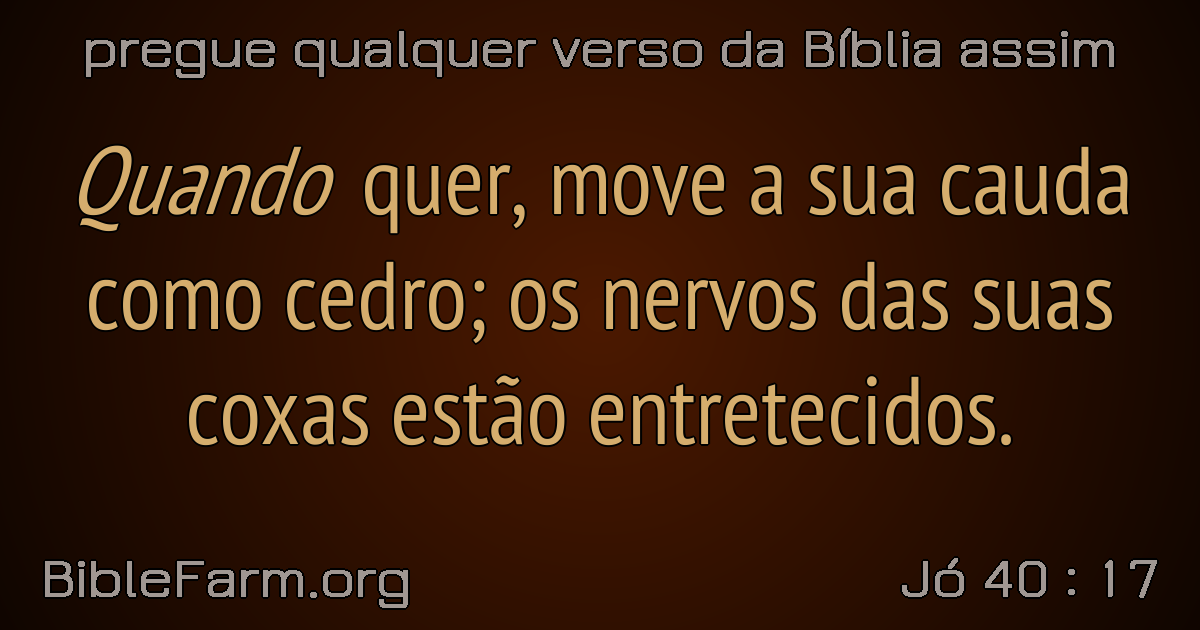 pregue qualquer verso da Bíblia assim
Quando quer, move a sua cauda
como cedro; os nervos das suas
coxas estão entretecidos.
BibleFarm.org
Jó 40 : 17